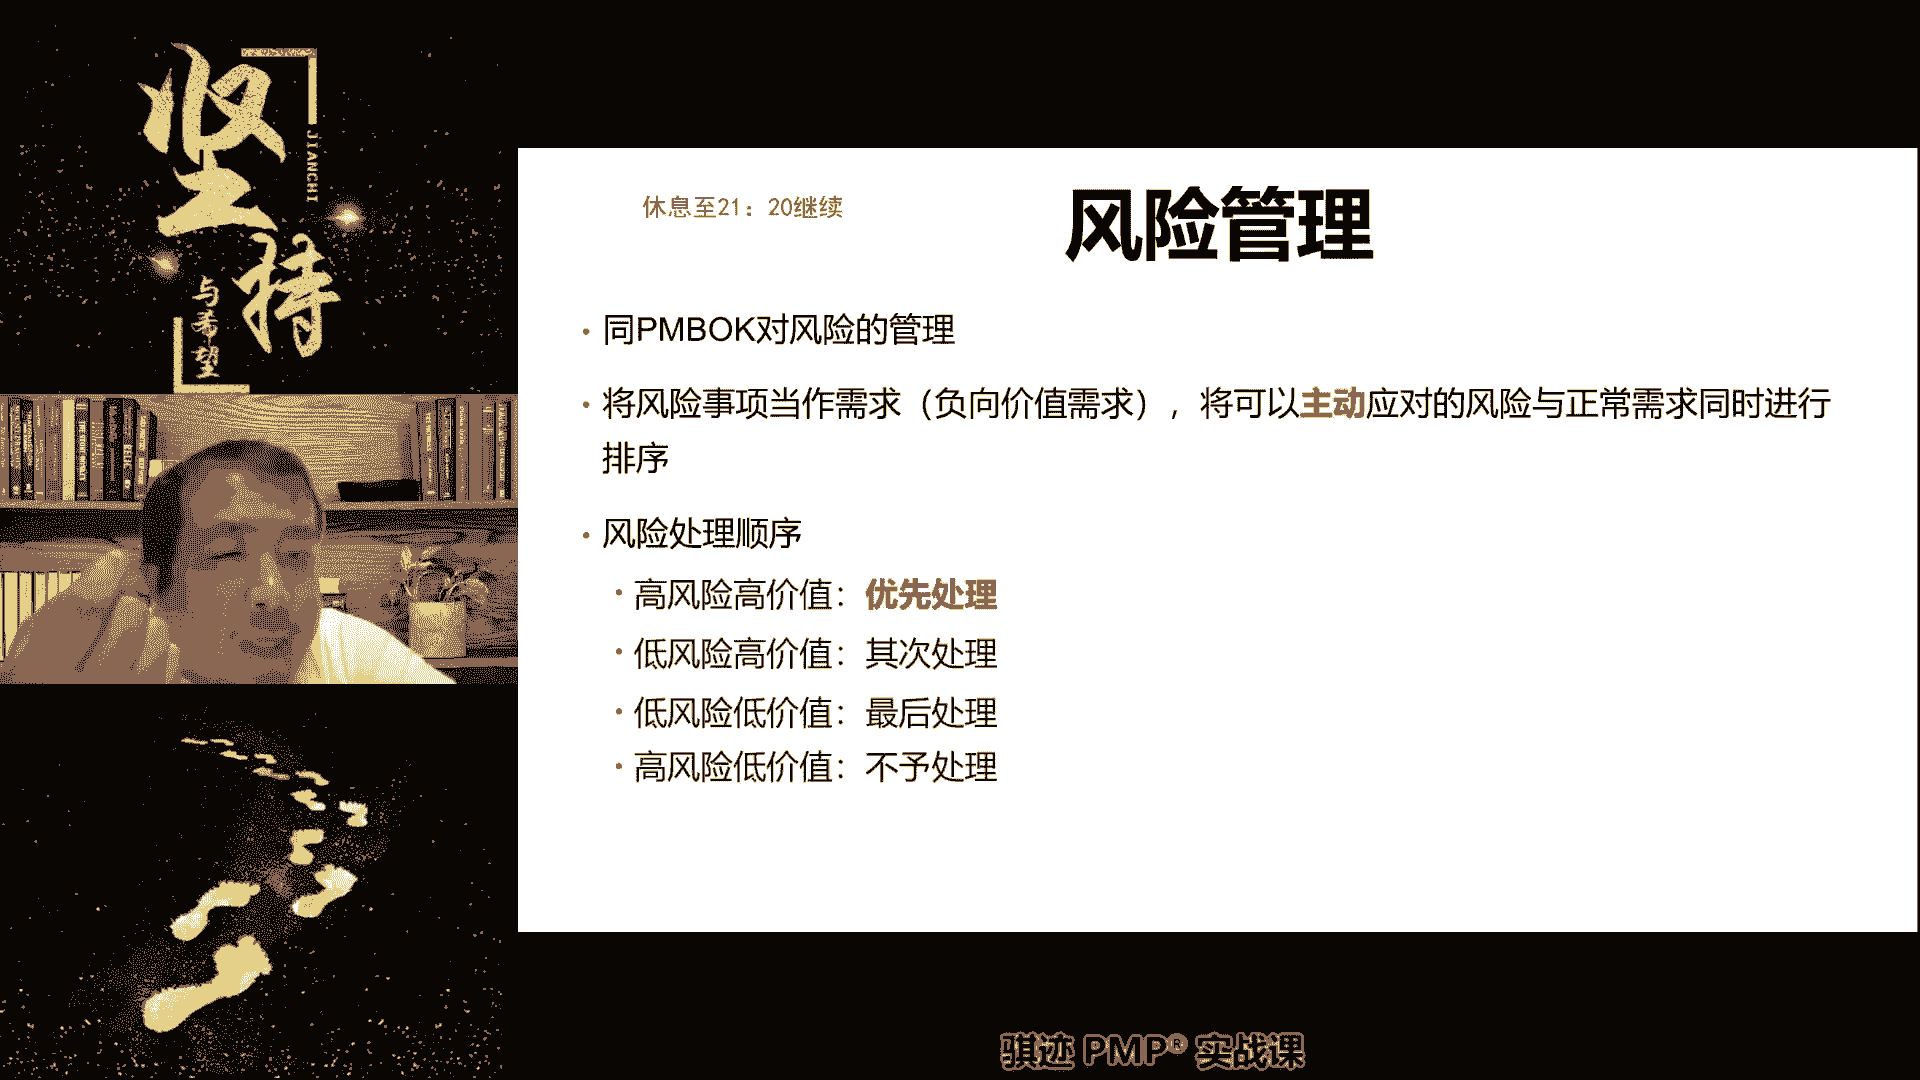 坚持
JIANCHI
与希望
休息至21：20继续
风险管理
• 同PMBOK对风险的管理
• 将风险事项当作需求（负向价值需求），将可以主动应对的风险与正常需求同时进行
排序
• 风险处理顺序
• 高风险高价值：优先处理
• 低风险高价值：其次处理
• 低风险低价值：最后处理
• 高风险低价值：不予处理
骐迹 PMP® 实战课